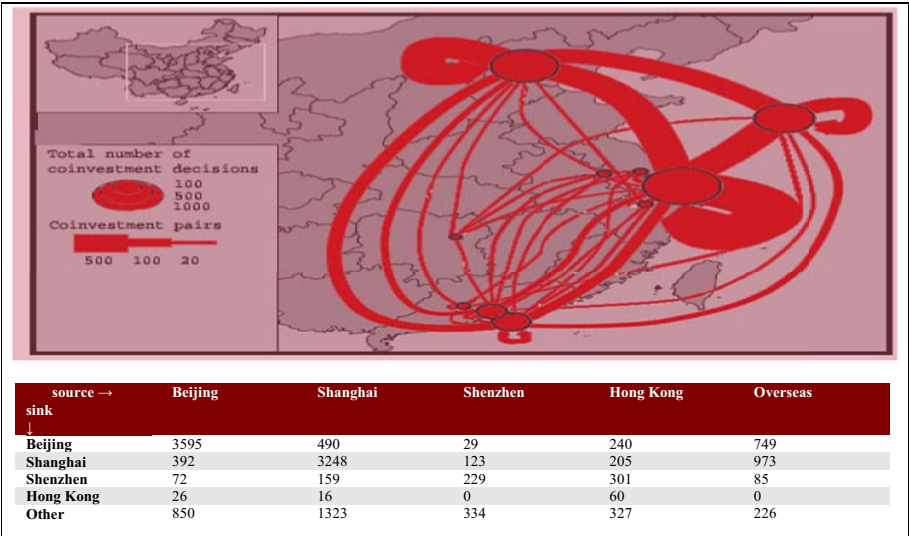 Total number of
coinvestment decisions
100
500
1000
Coinvestment pairs
500 100 20
source → Beijing Shanghai Shenzhen Hong Kong Overseas
sink
↓
Beijing 3595 490 29 240 749
Shanghai 392 3248 123 205 973
Shenzhen 72 159 229 301 85
Hong Kong 26 16 0 60 0
Other 850 1323 334 327 226